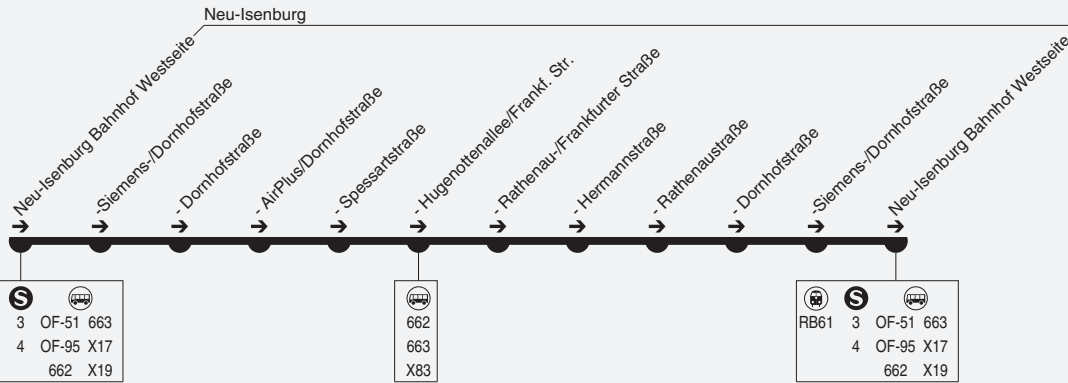 Neu-Isenburg
Neu-Isenburg Bahnhof Westseite
-Siemens-/Dornhofstraße
- Dornhofstraße
- AirPlus/Dornhofstraße
- Spessartstraße
- Hugenottenallee/Frankf. Str.
- Rathenau-/Frankfurter Straße
- Hermannstraße
- Rathenaustraße
- Dornhofstraße
-Siemens-/Dornhofstraße
Neu-Isenburg Bahnhof Westseite
S
3 OF-51 663
4 OF-95 X17
662 X19
662
663
X83
S
RB61 3 OF-51 663
4 OF-95 X17
662 X19